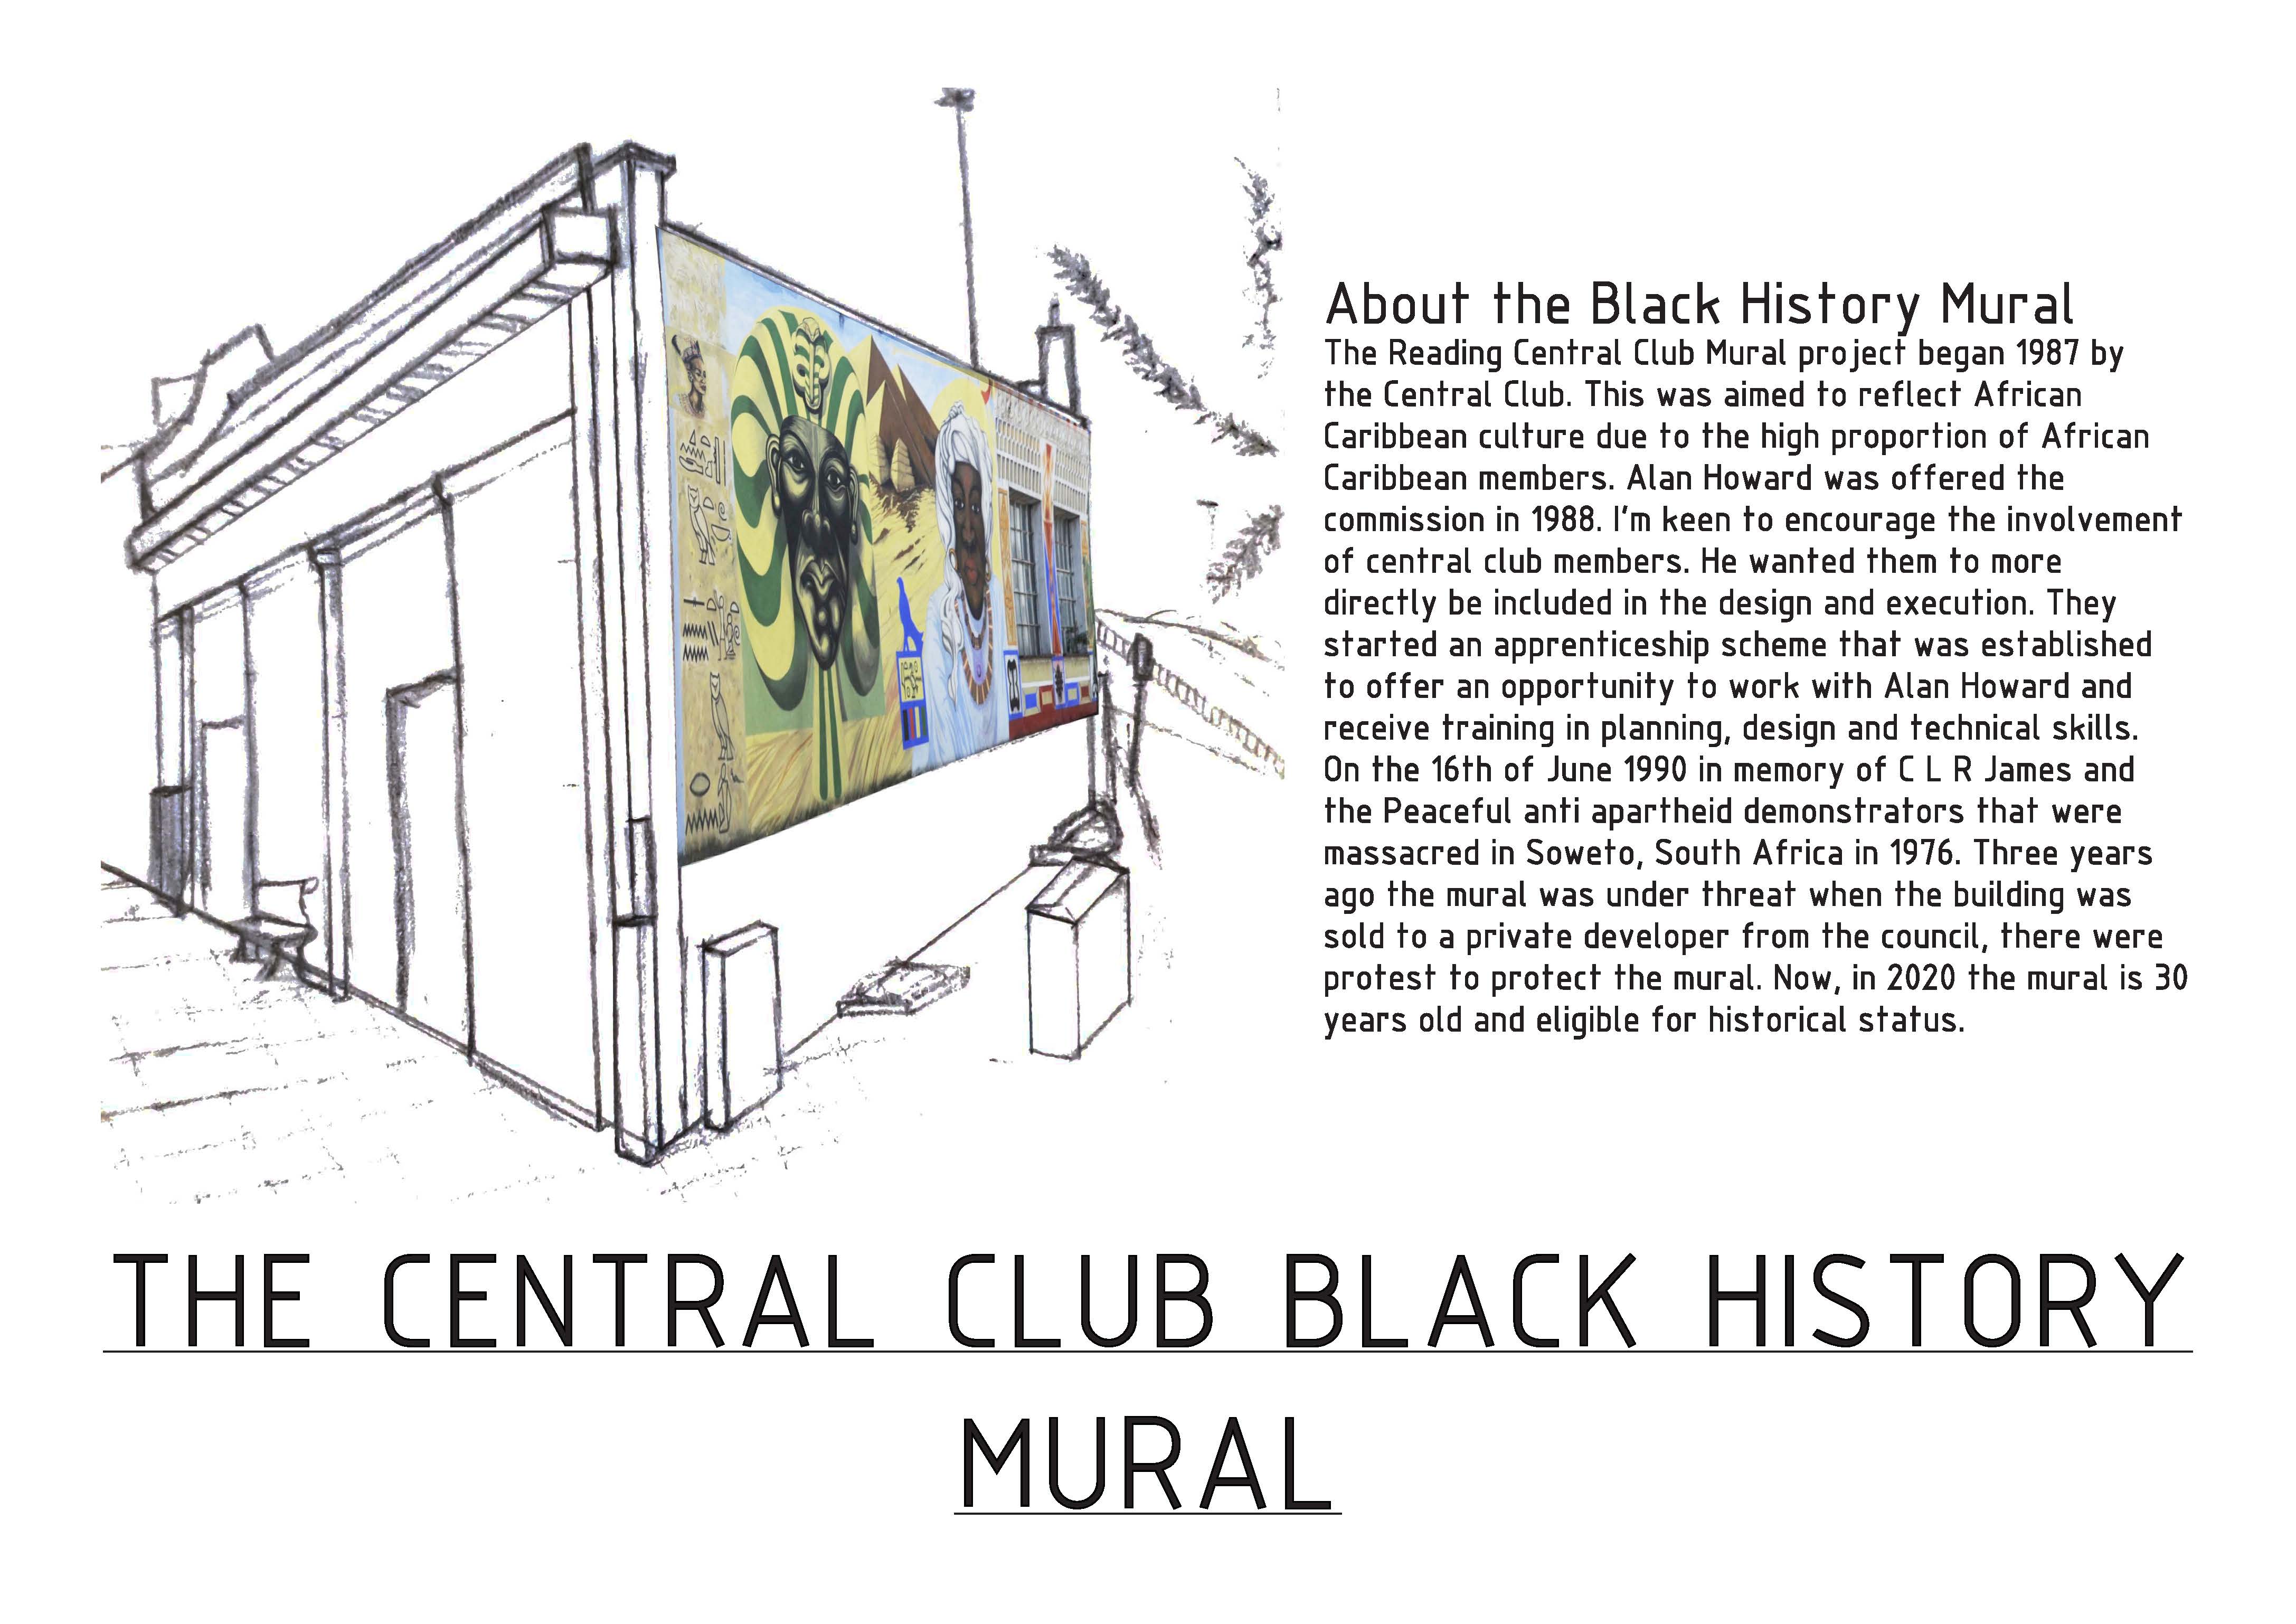 About the Black History Mural
The Reading Central Club Mural project began 1987 by
the Central Club. This was aimed to reflect African
Caribbean culture due to the high proportion of African
Caribbean members. Alan Howard was offered the
commission in 1988. I'm keen to encourage the involvement
of central club members. He wanted them to more
directly be included in the design and execution. They
started an apprenticeship scheme that was established
to offer an opportunity to work with Alan Howard and
receive training in planning, design and technical skills.
On the 16th of June 1990 in memory of C L R James and
the Peaceful anti apartheid demonstrators that were
massacred in Soweto, South Africa in 1976. Three years
ago the mural was under threat when the building was
sold to a private developer from the council, there were
protest to protect the mural. Now, in 2020 the mural is 30
years old and eligible for historical status.
THE CENTRAL CLUB BLACK HISTORY
MURAL